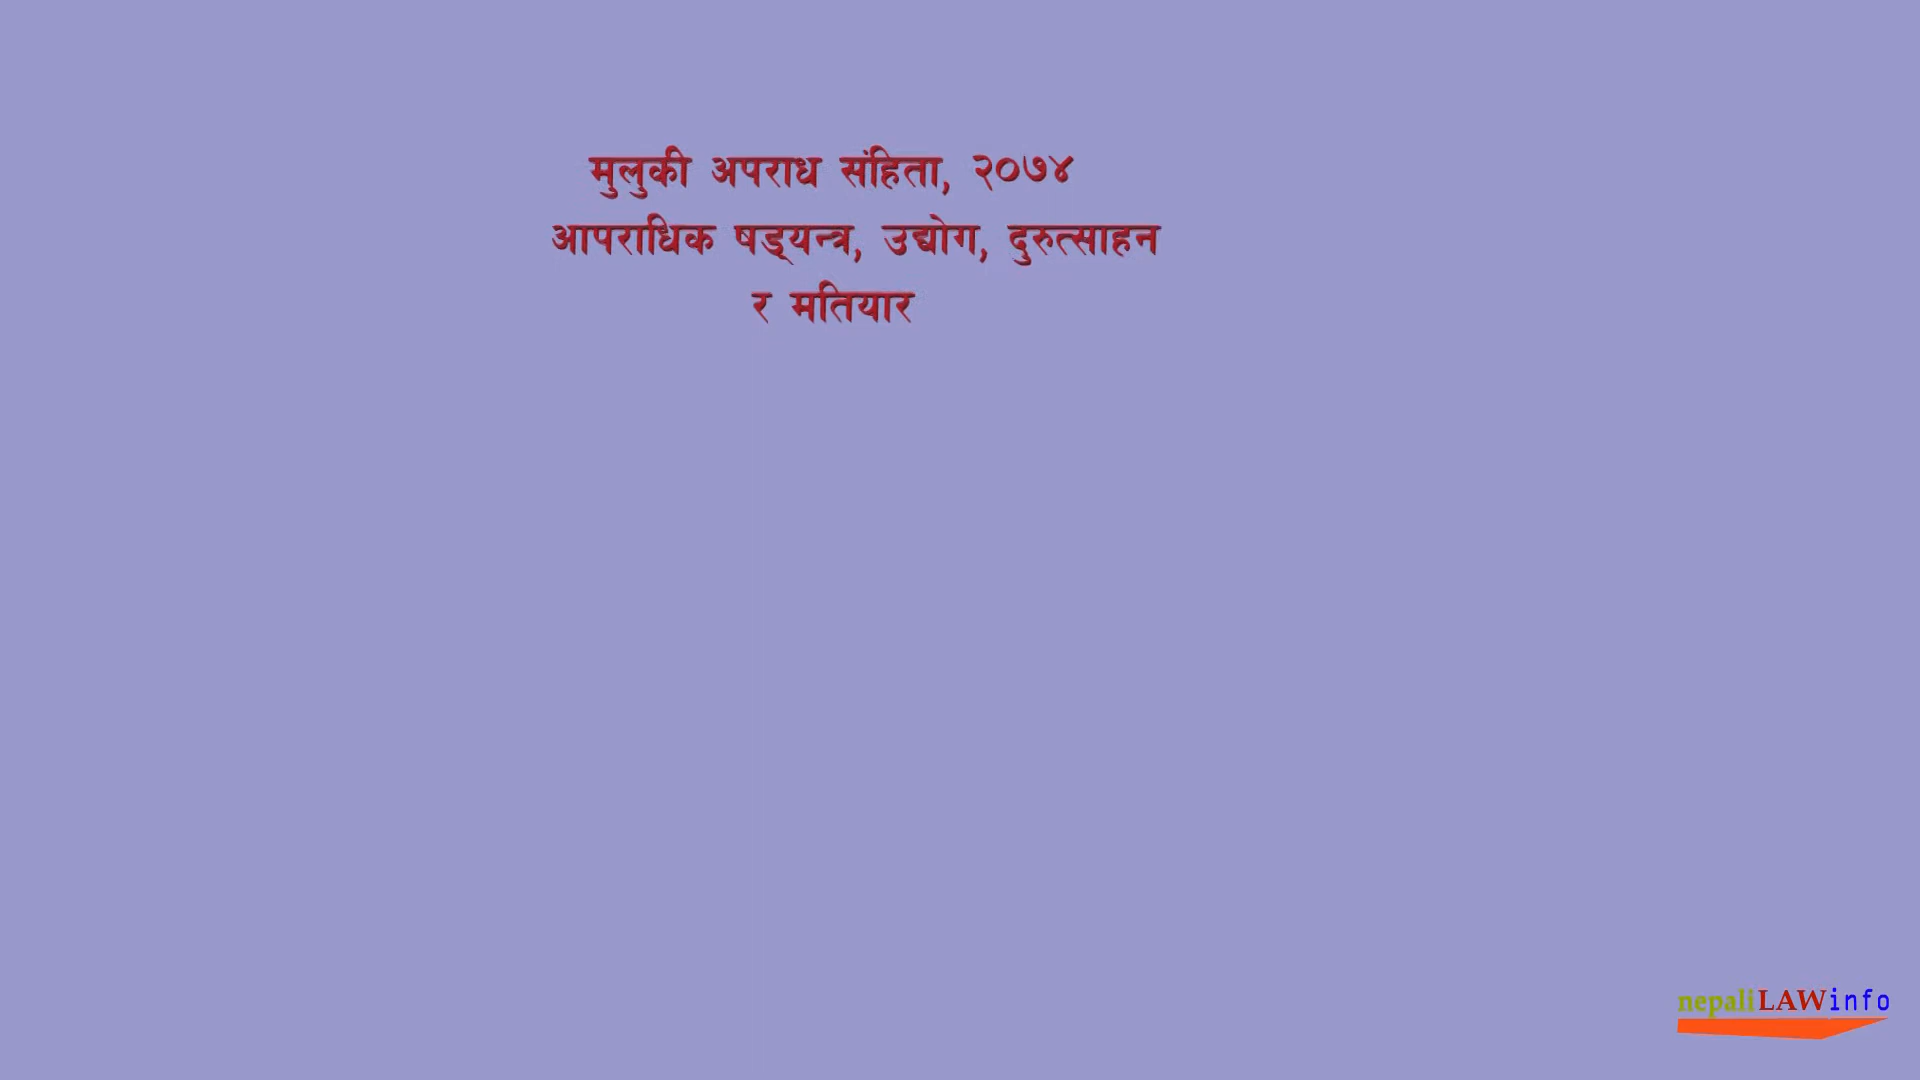 मुलुकी अपराध संहिता, २०७४
आपराधिक षड्यन्त्र, उद्योग, दुरुत्साहन
र मतियार
nepaliLAWinfo